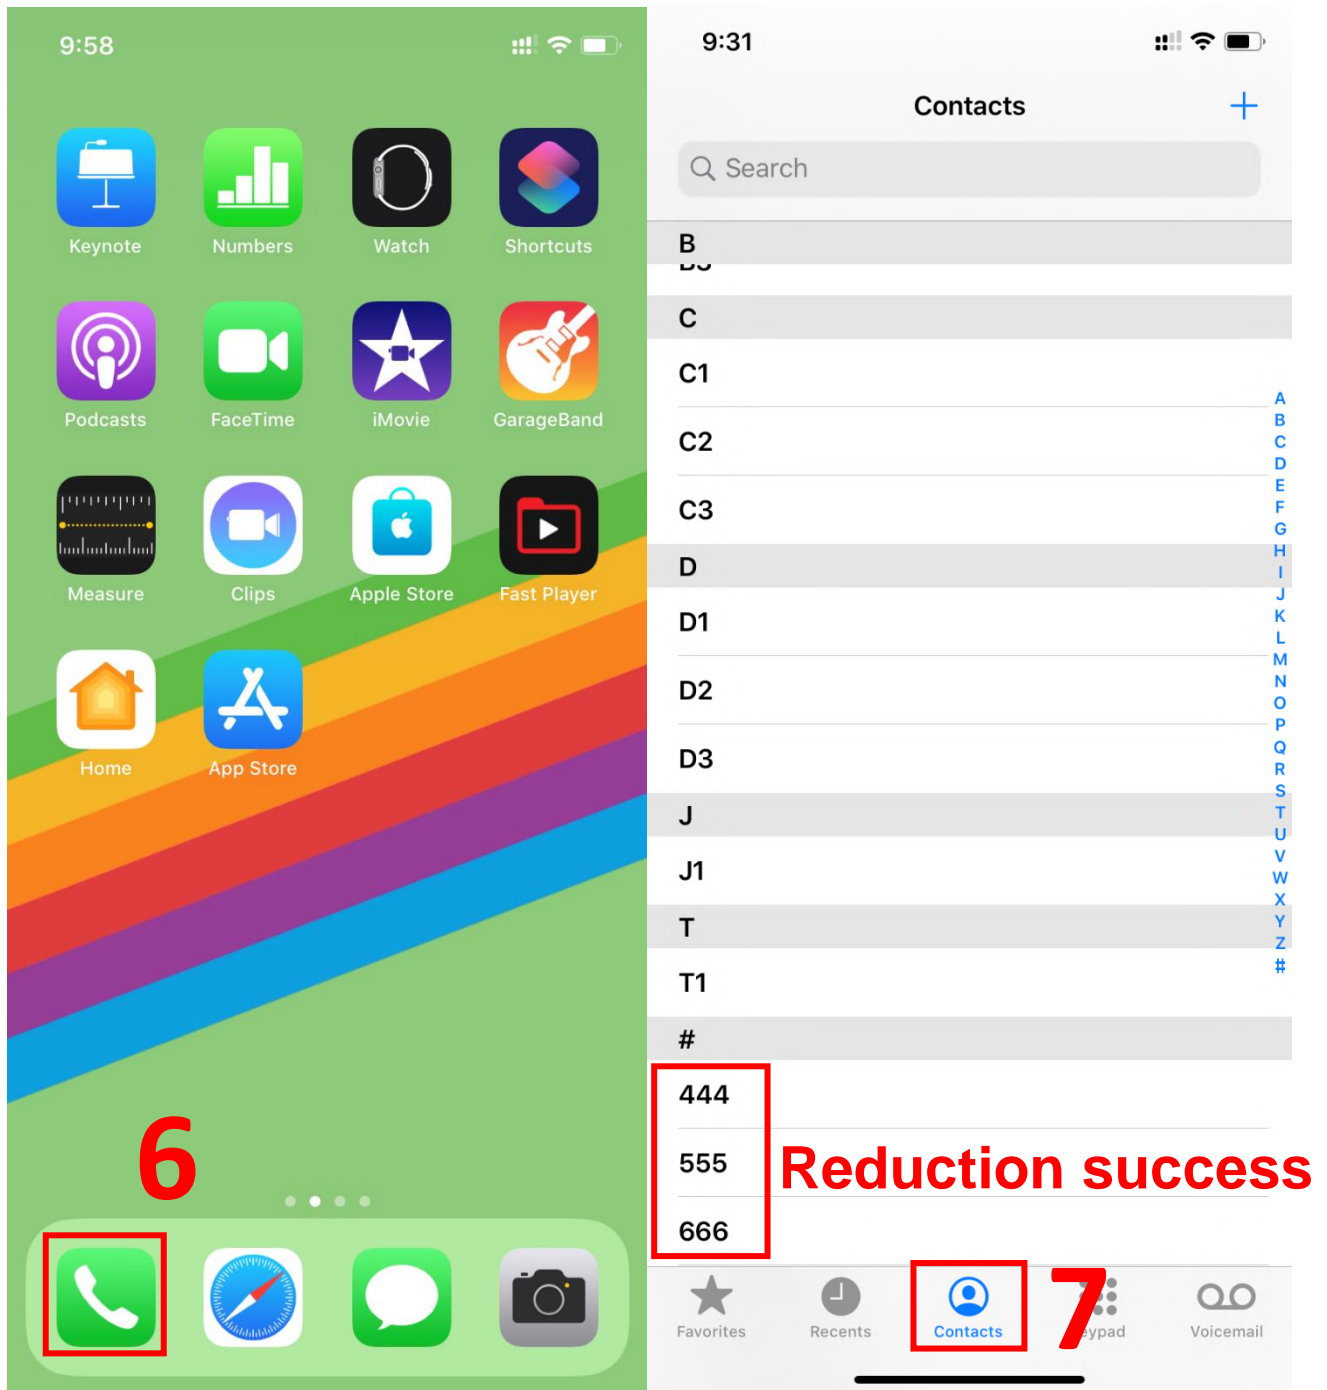 9:58
Keynote Numbers Watch Shortcuts
Podcasts FaceTime iMovie GarageBand
Measure Clips Apple Store Fast Player
Home App Store
6
9:31
Contacts
Search
B
C
C1
C2
C3
D
D1
D2
D3
J
J1
T
T1
#
444
555
Reduction success
666
A
B
C
D
E
F
G
H
I
J
K
L
M
N
O
P
Q
R
S
T
U
V
W
X
Y
Z
#
7
Favorites Recents Contacts Voicemail